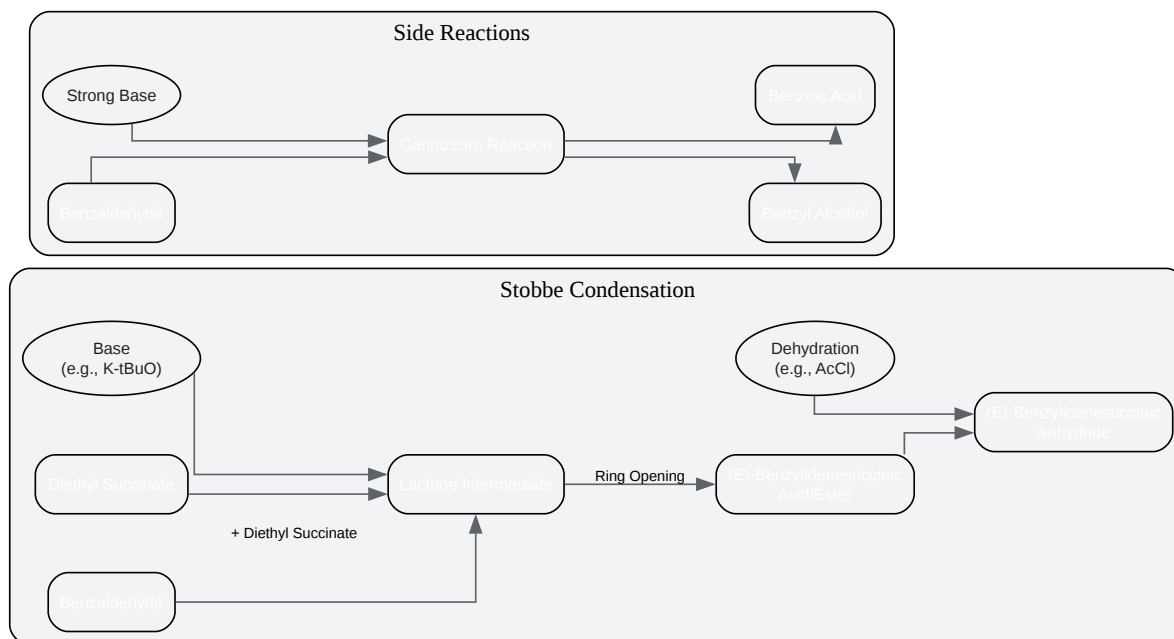 Side Reactions
Strong Base
Benzoic Acid
Cannizzaro Reaction
Benzaldehyde
Benzyl Alcohol
Stobbe Condensation
Base
(e.g., K-tBuO)
Dehydration
(e.g., AcCl)
(E)-Benzylidenesuccinic
Anhydride
Diethyl Succinate
Lactone Intermediate
Ring Opening
(E)-Benzylidenesuccinic
Acid/Ester
+ Diethyl Succinate
Benzaldehyde